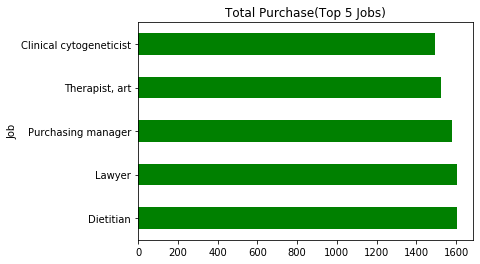 Total Purchase(Top 5 Jobs)
Clinical cytogeneticist
Therapist, art
Purchasing manager
Lawyer
Dietitian
Job
0 200 400 600 800 1000 1200 1400 1600